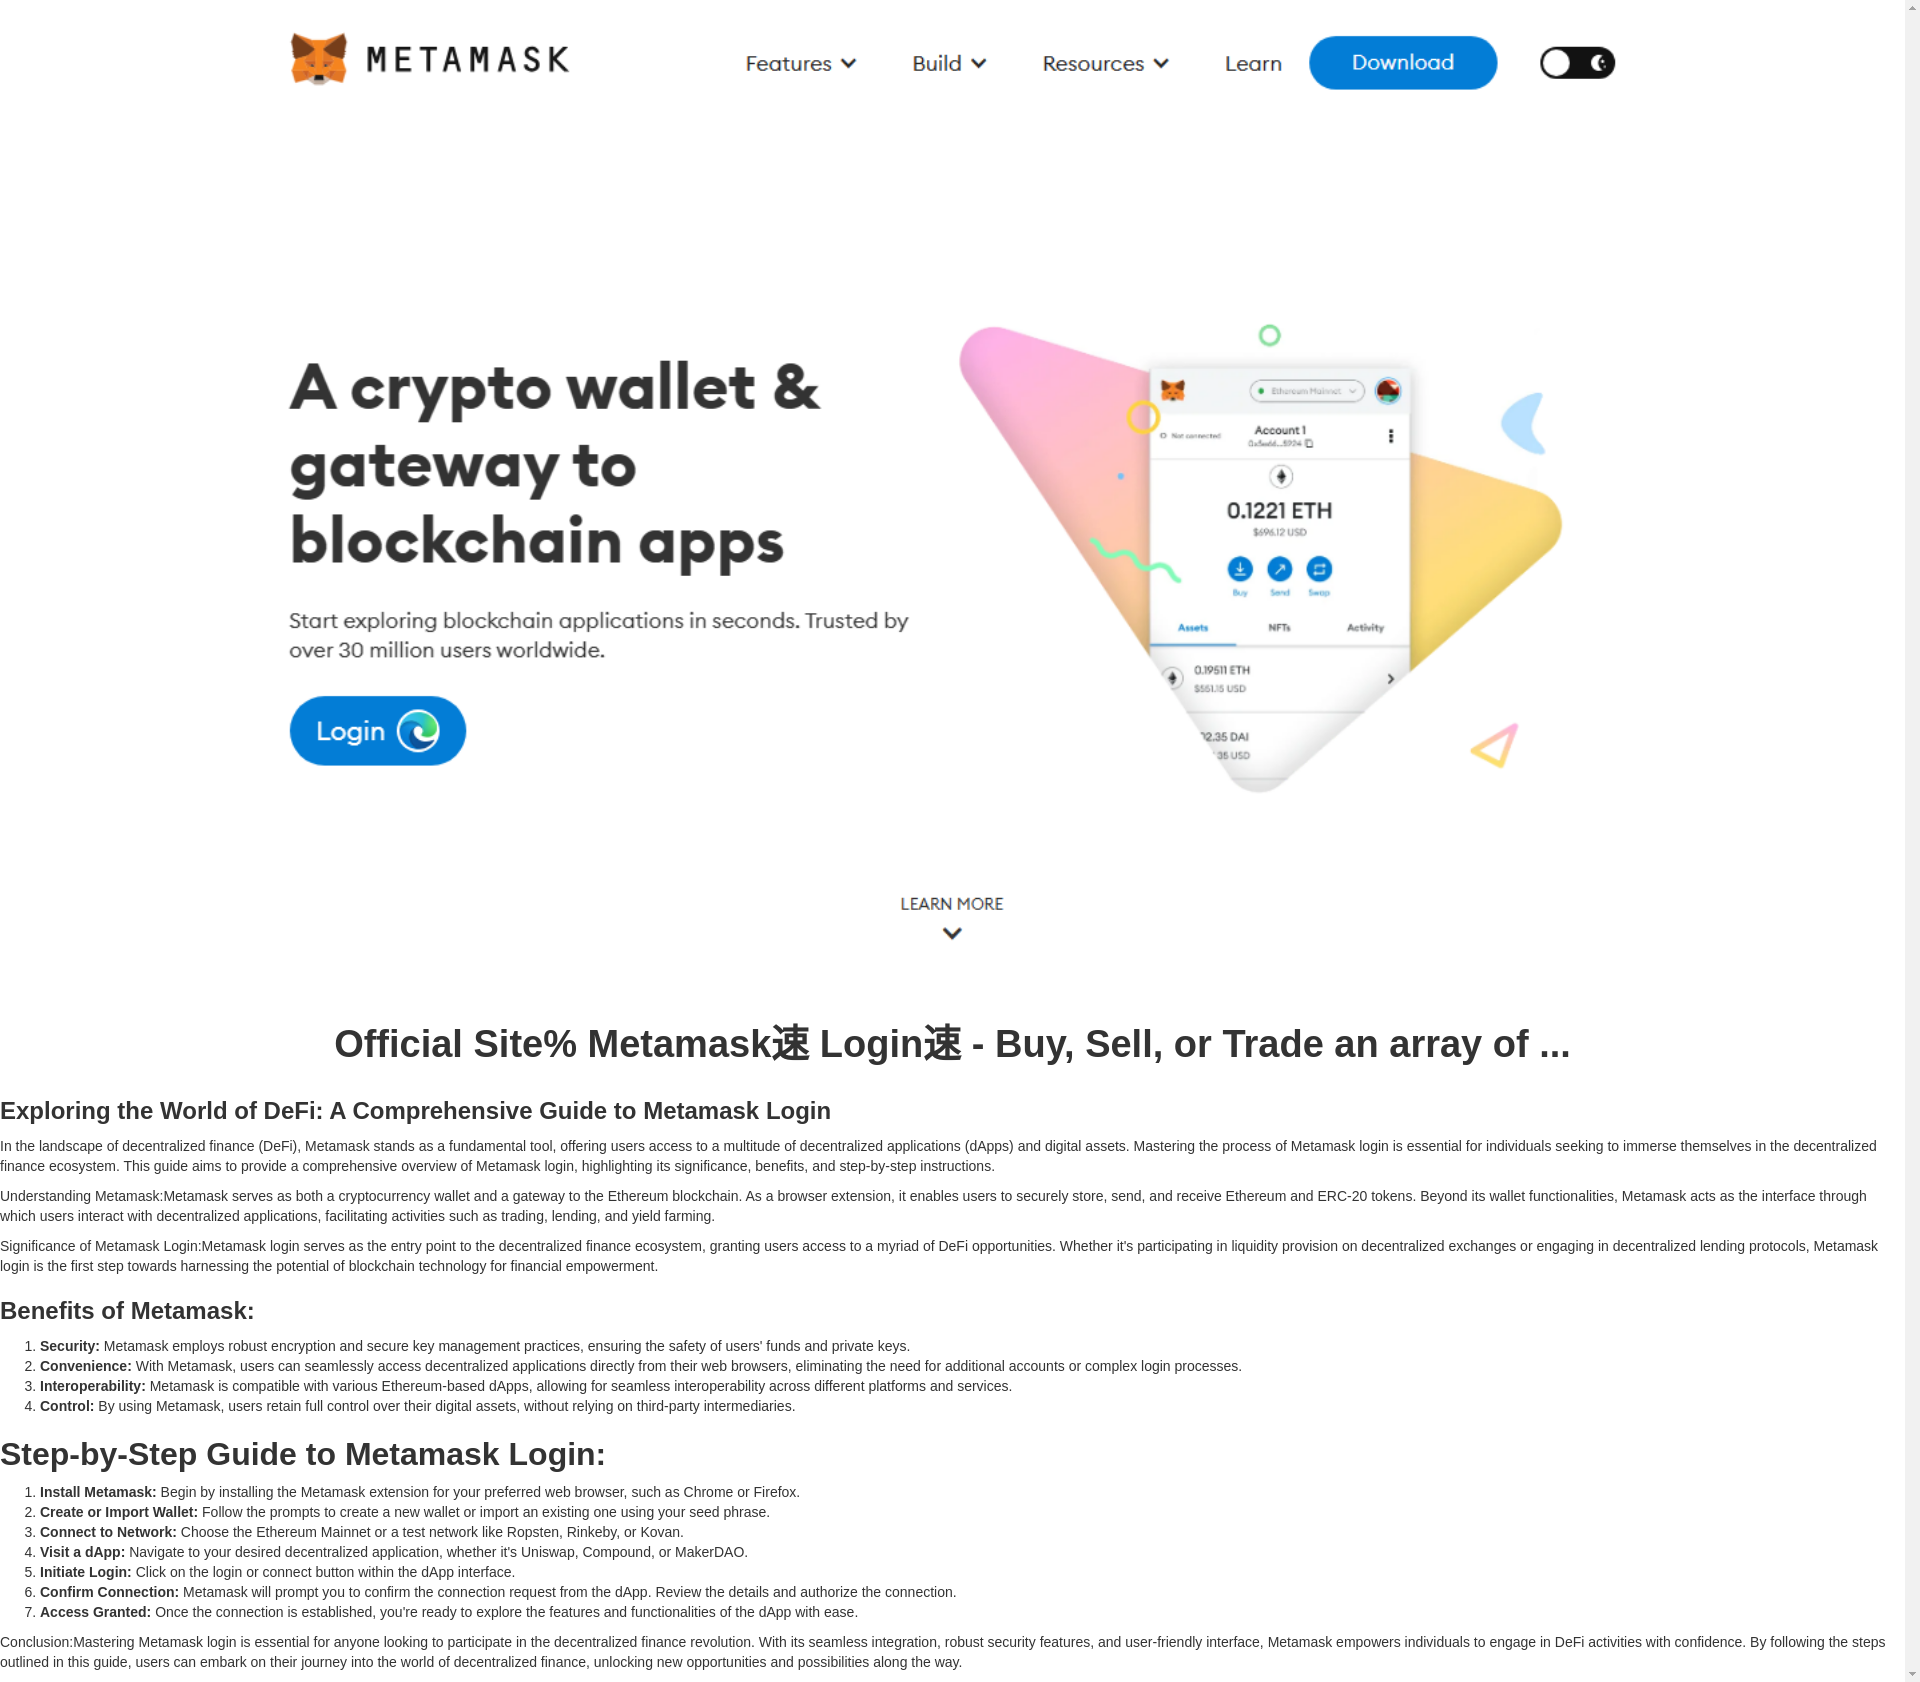 METAMASK
Features
Build
Resources
Learn
Download
A crypto wallet &
gateway to
blockchain apps
Start exploring blockchain applications in seconds. Trusted by
over 30 million users worldwide.
Login
Ethereum Mainnet
Not connected
Account 1
0.1221 ETH
$696.12 USD
Buy
Send
Swap
Assets
NFTs
Activity
0.19511 ETH
$551.15 USD
DAI
USD
LEARN MORE
Official Site% Metamask速 Login速 - Buy, Sell, or Trade an array of ...
Exploring the World of DeFi: A Comprehensive Guide to Metamask Login
In the landscape of decentralized finance (DeFi), Metamask stands as a fundamental tool, offering users access to a multitude of decentralized applications (dApps) and digital assets. Mastering the process of Metamask login is essential for individuals seeking to immerse themselves in the decentralized
finance ecosystem. This guide aims to provide a comprehensive overview of Metamask login, highlighting its significance, benefits, and step-by-step instructions.
Understanding Metamask:Metamask serves as both a cryptocurrency wallet and a gateway to the Ethereum blockchain. As a browser extension, it enables users to securely store, send, and receive Ethereum and ERC-20 tokens. Beyond its wallet functionalities, Metamask acts as the interface through
which users interact with decentralized applications, facilitating activities such as trading, lending, and yield farming.
Significance of Metamask Login:Metamask login serves as the entry point to the decentralized finance ecosystem, granting users access to a myriad of DeFi opportunities. Whether it's participating in liquidity provision on decentralized exchanges or engaging in decentralized lending protocols, Metamask
login is the first step towards harnessing the potential of blockchain technology for financial empowerment.
Benefits of Metamask:
1. Security: Metamask employs robust encryption and secure key management practices, ensuring the safety of users' funds and private keys.
2. Convenience: With Metamask, users can seamlessly access decentralized applications directly from their web browsers, eliminating the need for additional accounts or complex login processes.
3. Interoperability: Metamask is compatible with various Ethereum-based dApps, allowing for seamless interoperability across different platforms and services.
4. Control: By using Metamask, users retain full control over their digital assets, without relying on third-party intermediaries.
Step-by-Step Guide to Metamask Login:
1. Install Metamask: Begin by installing the Metamask extension for your preferred web browser, such as Chrome or Firefox.
2. Create or Import Wallet: Follow the prompts to create a new wallet or import an existing one using your seed phrase.
3. Connect to Network: Choose the Ethereum Mainnet or a test network like Ropsten, Rinkeby, or Kovan.
4. Visit a dApp: Navigate to your desired decentralized application, whether it's Uniswap, Compound, or MakerDAO.
5. Initiate Login: Click on the login or connect button within the dApp interface.
6. Confirm Connection: Metamask will prompt you to confirm the connection request from the dApp. Review the details and authorize the connection.
7. Access Granted: Once the connection is established, you're ready to explore the features and functionalities of the dApp with ease.
Conclusion:Mastering Metamask login is essential for anyone looking to participate in the decentralized finance revolution. With its seamless integration, robust security features, and user-friendly interface, Metamask empowers individuals to engage in DeFi activities with confidence. By following the steps
outlined in this guide, users can embark on their journey into the world of decentralized finance, unlocking new opportunities and possibilities along the way.